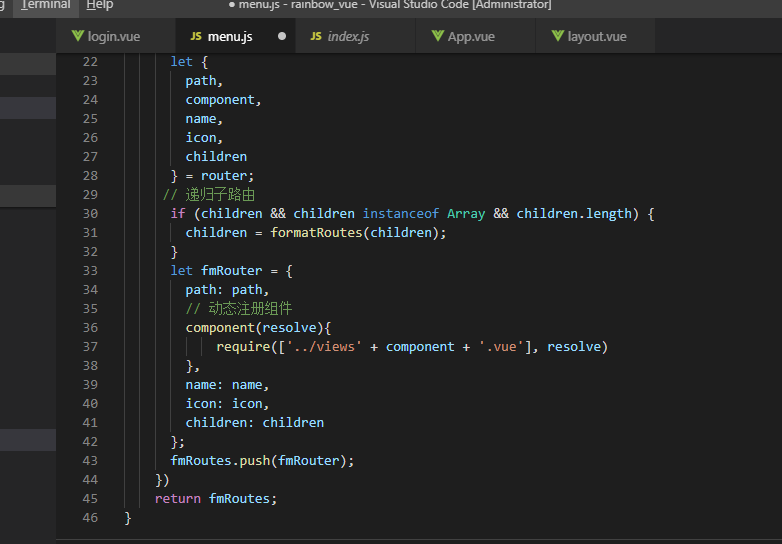 Terminal Help
● menu.js - rainbow_vue - Visual Studio Code [Administrator]
login.vue JS menu.js ● JS index.js App.vue layout.vue
22 let {
23 path,
24 component,
25 name,
26 icon,
27 children
28 } = router;
29 // 递归子路由
30 if (children && children instanceof Array && children.length) {
31 children = formatRoutes(children);
32 }
33 let fmRouter = {
34 path: path,
35 // 动态注册组件
36 component(resolve){
37 require(['../views' + component + '.vue'], resolve)
38 },
39 name: name,
40 icon: icon,
41 children: children
42 };
43 fmRoutes.push(fmRouter);
44 })
45 return fmRoutes;
46 }